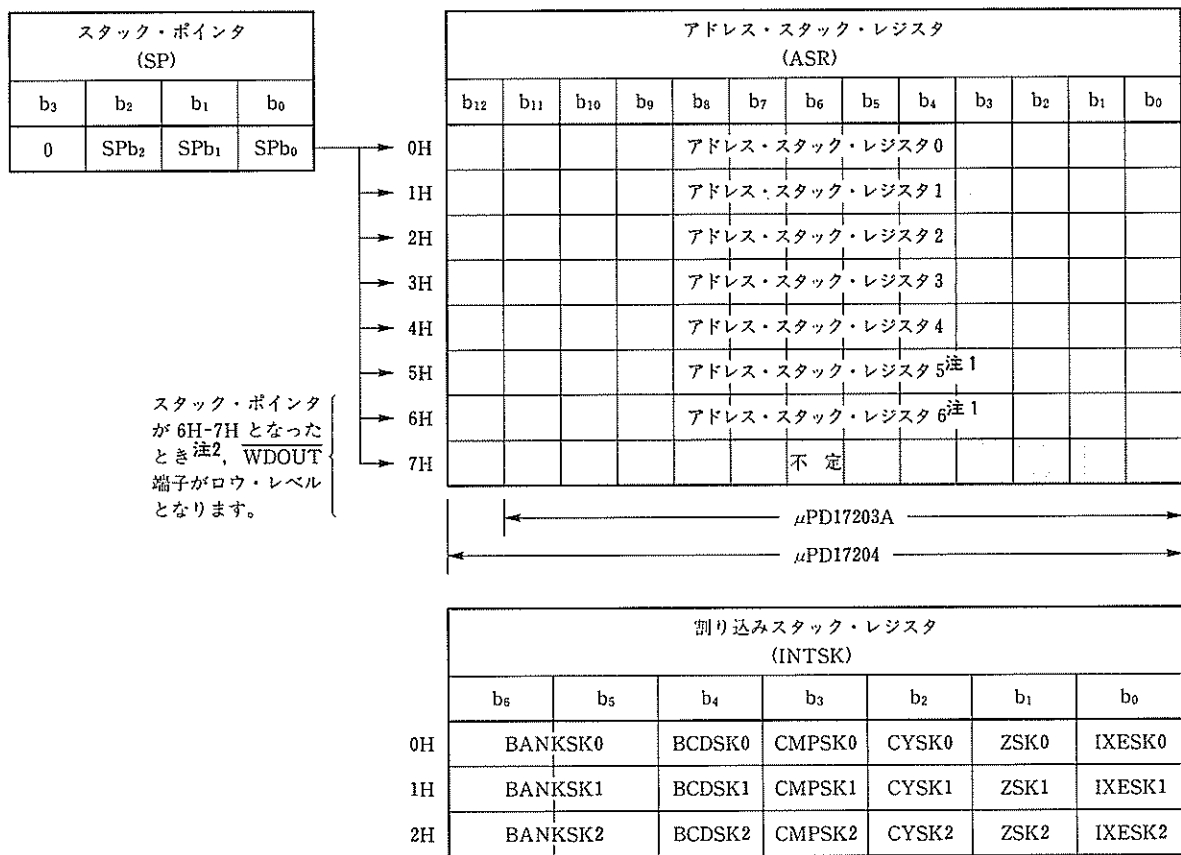 スタック・ポインタ
(SP)
b3 b2 b1 b0
0 SPb2 SPb1 SPb0
アドレス・スタック・レジスタ
(ASR)
b12 b11 b10 b9 b8 b7 b6 b5 b4 b3 b2 b1 b0
0H アドレス・スタック・レジスタ0
1H アドレス・スタック・レジスタ1
2H アドレス・スタック・レジスタ2
3H アドレス・スタック・レジスタ3
4H アドレス・スタック・レジスタ4
5H アドレス・スタック・レジスタ5注1
6H アドレス・スタック・レジスタ6注1
7H 不定
スタック・ポインタ
が 6H-7H となった
とき注2, WDOUT
端子がロウ・レベル
となります。
μPD17203A
μPD17204
割り込みスタック・レジスタ
(INTSK)
b6 b5 b4 b3 b2 b1 b0
0H BANKSK0 BCDSK0 CMPSK0 CYSK0 ZSK0 IXESK0
1H BANKSK1 BCDSK1 CMPSK1 CYSK1 ZSK1 IXESK1
2H BANKSK2 BCDSK2 CMPSK2 CYSK2 ZSK2 IXESK2